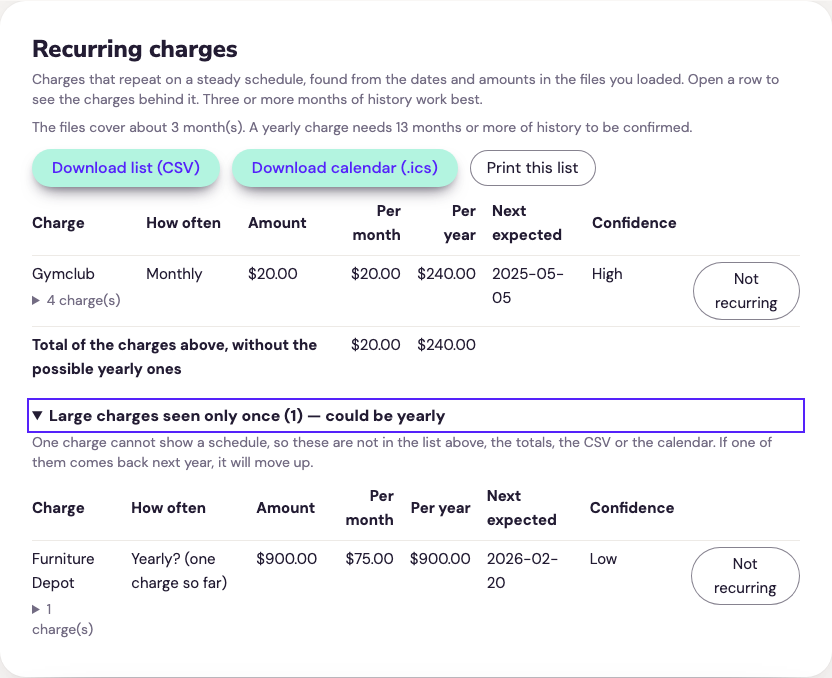 Recurring charges
Charges that repeat on a steady schedule, found from the dates and amounts in the files you loaded. Open a row to
see the charges behind it. Three or more months of history work best.
The files cover about 3 month(s). A yearly charge needs 13 months or more of history to be confirmed.
Download list (CSV) Download calendar (.ics) Print this list
Charge How often Amount Per month Per year Next expected Confidence
Gymclub Monthly $20.00 $20.00 $240.00 2025-05-05 High Not recurring
▶ 4 charge(s)
Total of the charges above, without the possible yearly ones $20.00 $240.00
▼ Large charges seen only once (1) — could be yearly
One charge cannot show a schedule, so these are not in the list above, the totals, the CSV or the calendar. If one of
them comes back next year, it will move up.
Charge How often Amount Per month Per year Next expected Confidence
Furniture Depot Yearly? (one charge so far) $900.00 $75.00 $900.00 2026-02-20 Low Not recurring
▶ 1 charge(s)